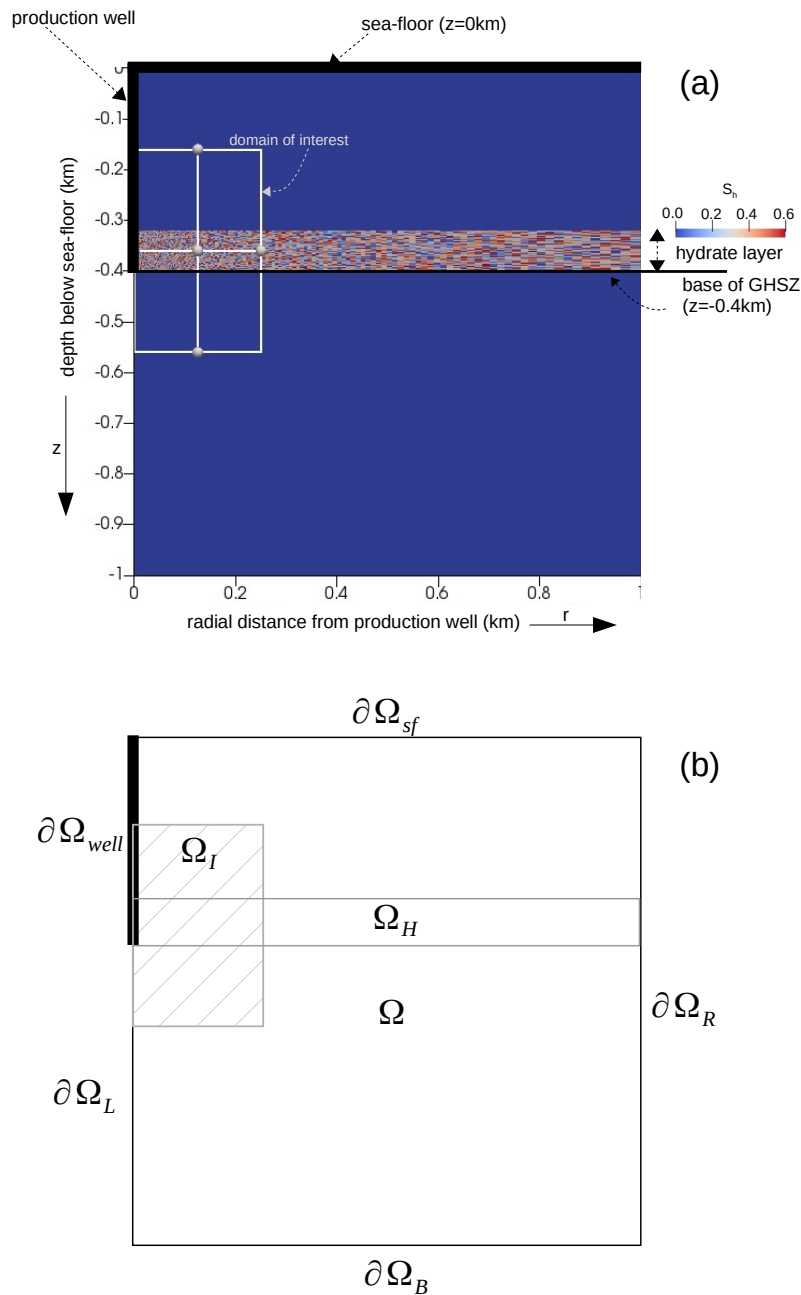 production well
sea-floor (z=0km)
(a)
0
-0.1
domain of interest
-0.2
-0.3
-0.4
-0.5
-0.6
-0.7
-0.8
-0.9
-1
depth below sea-floor (km)
z
S_h
0.0 0.2 0.4 0.6
hydrate layer
base of GHSZ
(z=-0.4km)
0 0.2 0.4 0.6 0.8
radial distance from production well (km)
r
∂Ω_sf
(b)
∂Ω_well
Ω_I
Ω_H
Ω
∂Ω_R
∂Ω_L
∂Ω_B